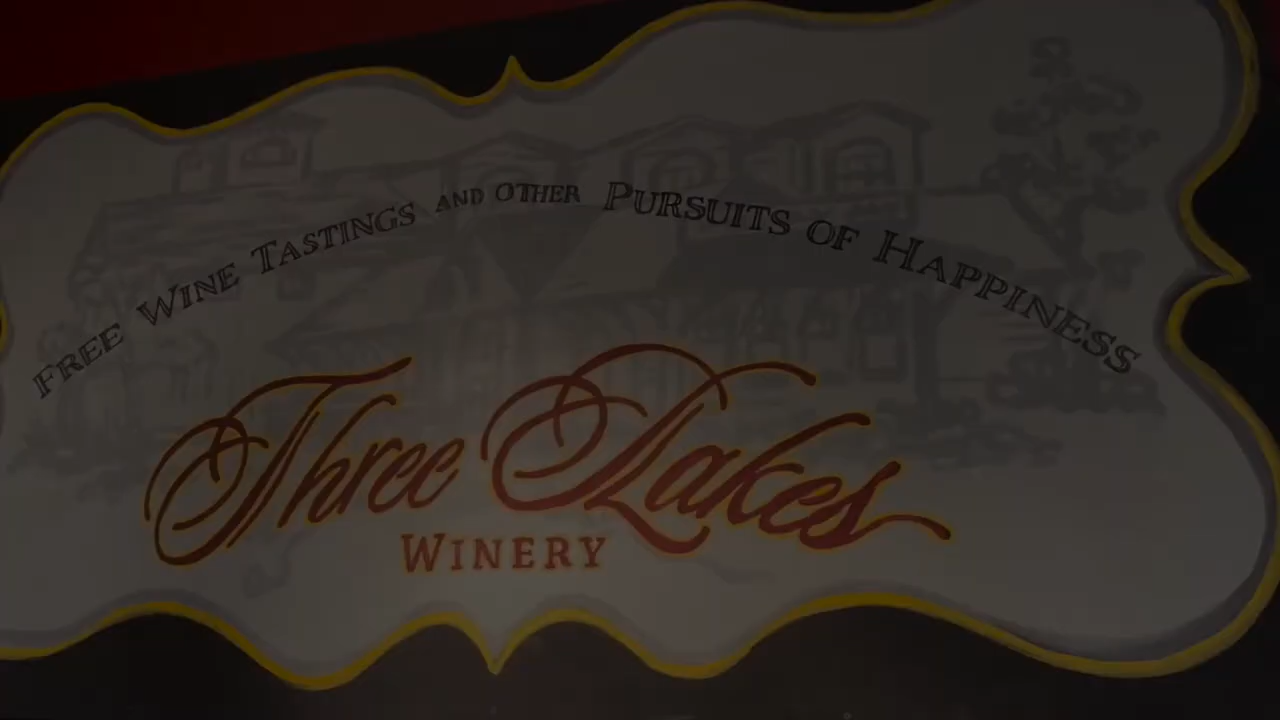 FREE WINE TASTINGS AND OTHER PURSUITS OF HAPPINESS
Three Lakes
WINERY